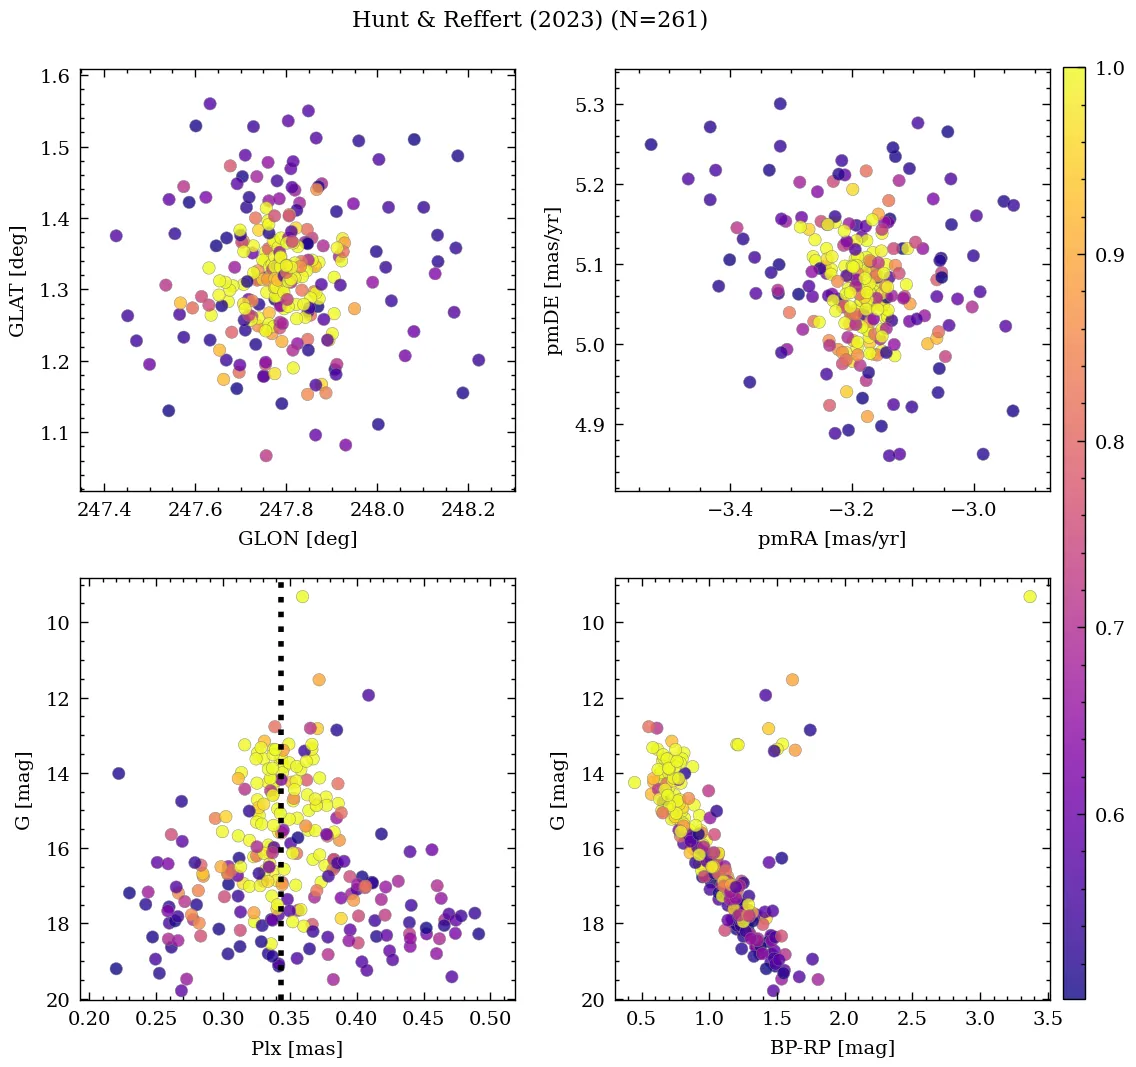 Hunt & Reffert (2023) (N=261)
1.6
1.5
1.4
1.3
1.2
1.1
GLAT [deg]
247.4 247.6 247.8 248.0 248.2
GLON [deg]
5.3
5.2
5.1
5.0
4.9
pmDE [mas/yr]
−3.4 −3.2 −3.0
pmRA [mas/yr]
10
12
14
16
18
20
G [mag]
0.20 0.25 0.30 0.35 0.40 0.45 0.50
Plx [mas]
10
12
14
16
18
20
G [mag]
0.5 1.0 1.5 2.0 2.5 3.0 3.5
BP-RP [mag]
1.0
0.9
0.8
0.7
0.6